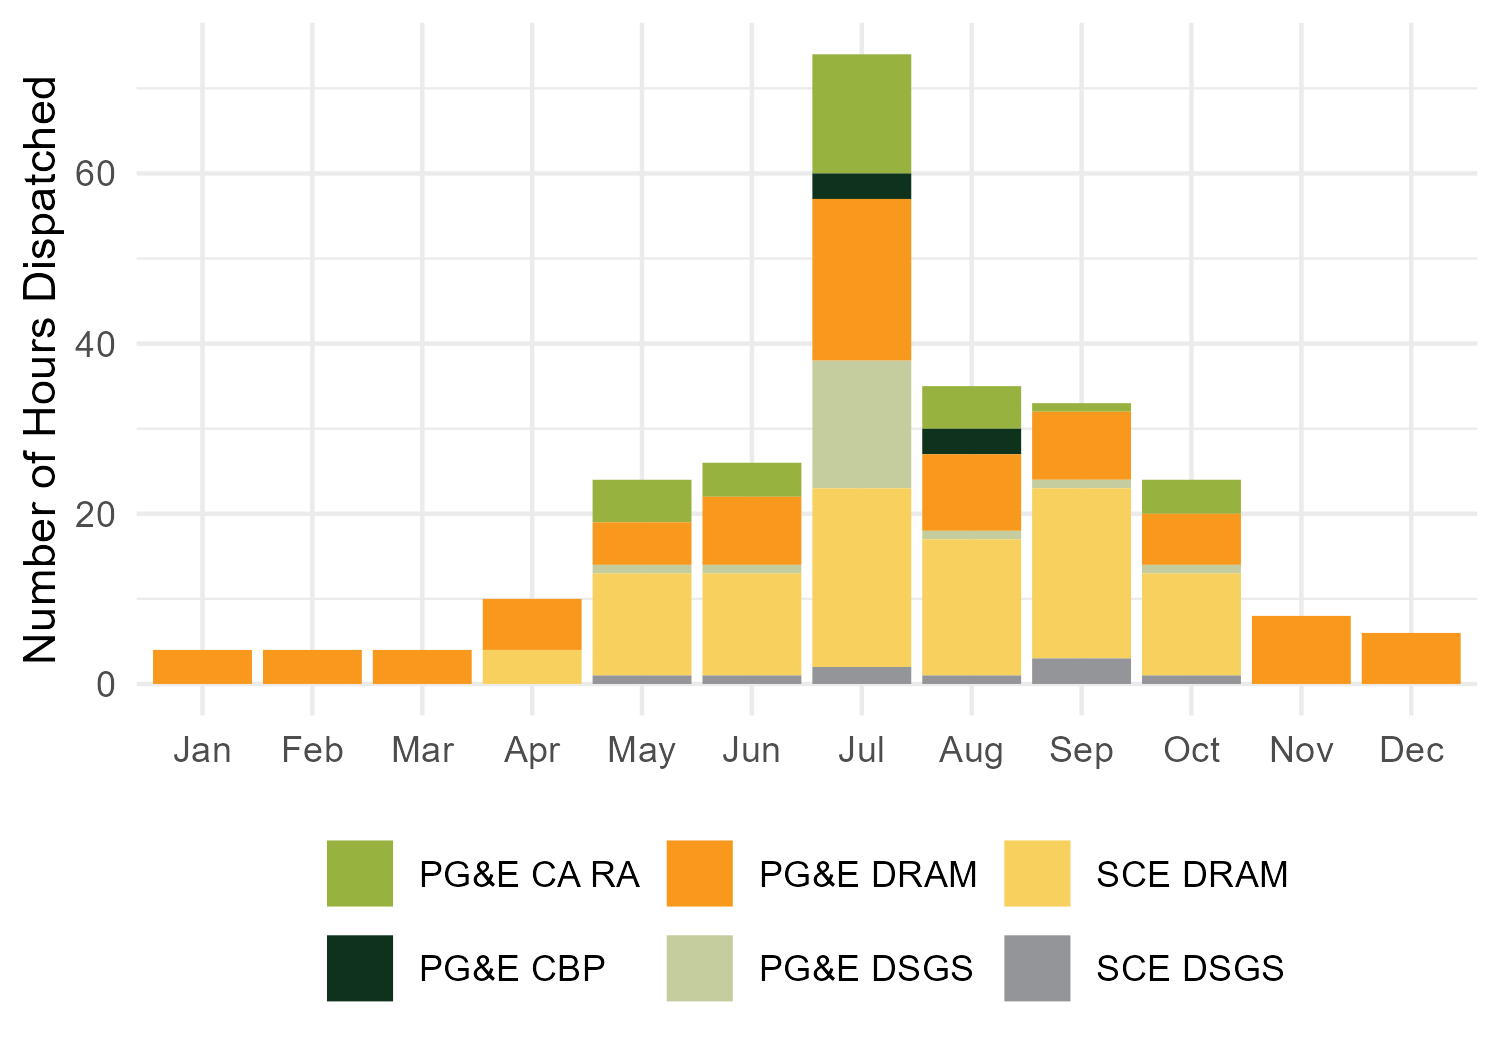 Number of Hours Dispatched
60
40
20
0
Jan Feb Mar Apr May Jun Jul Aug Sep Oct Nov Dec
PG&E CA RA PG&E DRAM SCE DRAM
PG&E CBP PG&E DSGS SCE DSGS